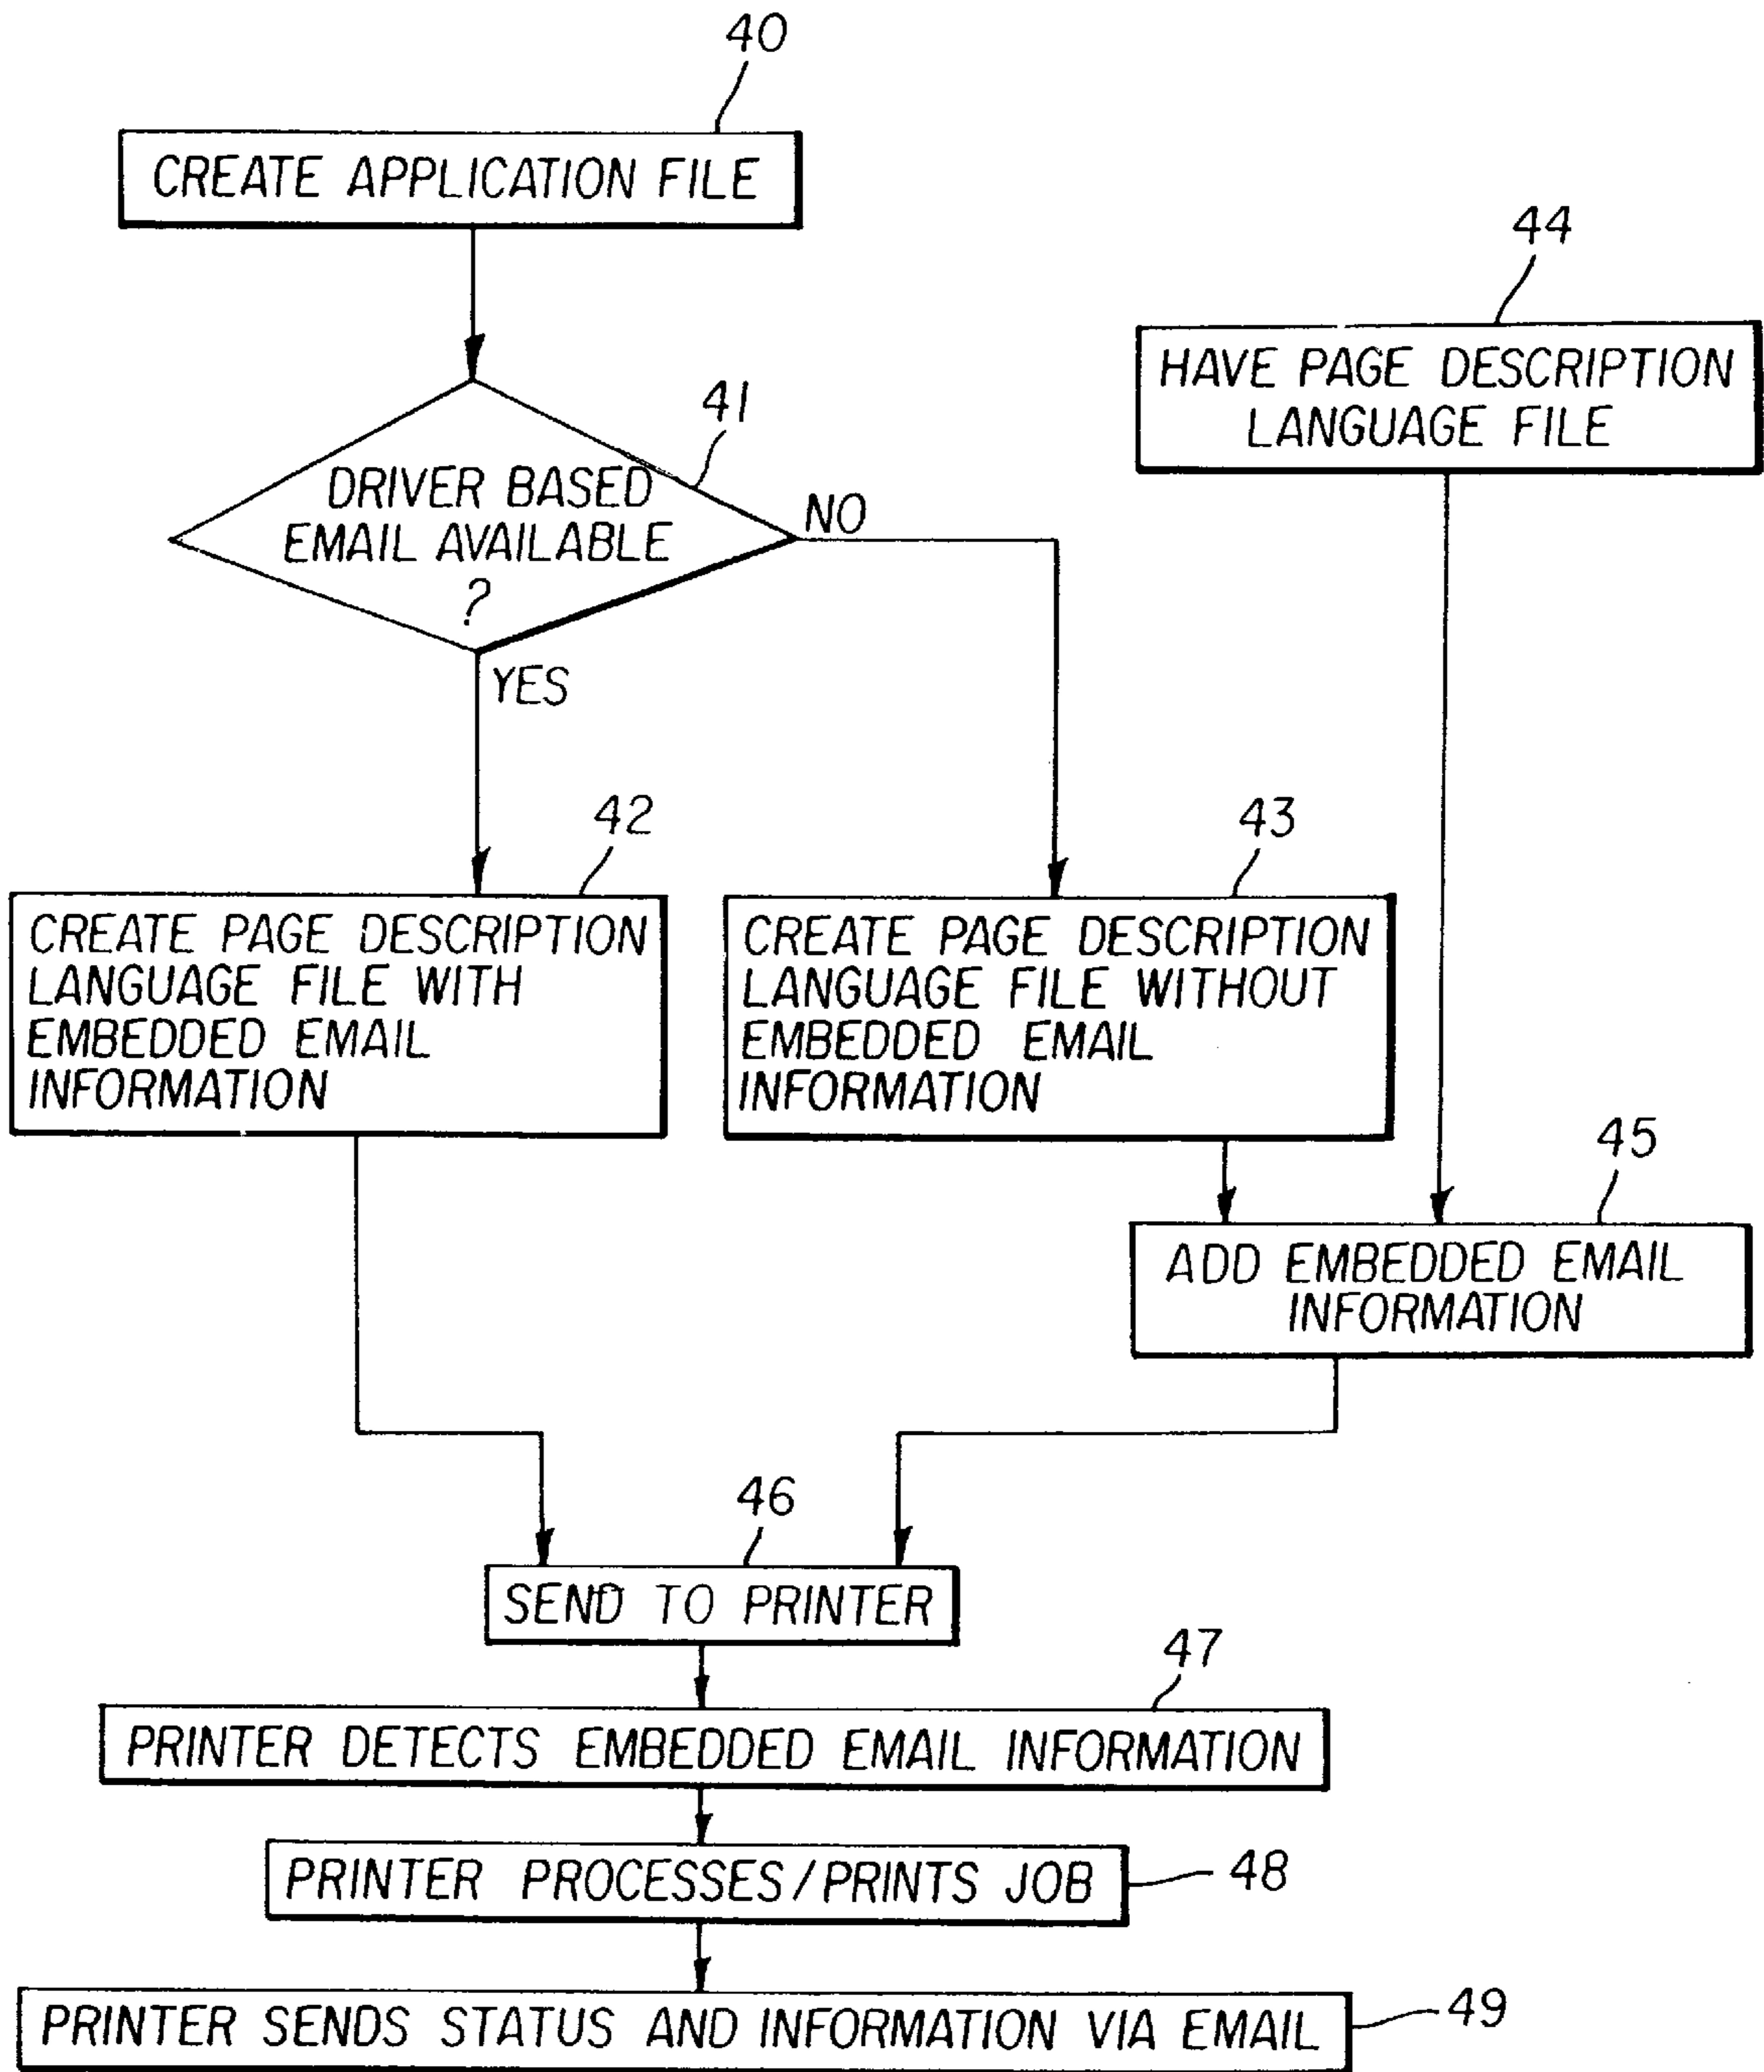 40
CREATE APPLICATION FILE
44
HAVE PAGE DESCRIPTION
LANGUAGE FILE
41
DRIVER BASED
EMAIL AVAILABLE
?
NO
YES
42
CREATE PAGE DESCRIPTION
LANGUAGE FILE WITH
EMBEDDED EMAIL
INFORMATION
43
CREATE PAGE DESCRIPTION
LANGUAGE FILE WITHOUT
EMBEDDED EMAIL
INFORMATION
45
ADD EMBEDDED EMAIL
INFORMATION
46
SEND TO PRINTER
47
PRINTER DETECTS EMBEDDED EMAIL INFORMATION
PRINTER PROCESSES/PRINTS JOB
48
PRINTER SENDS STATUS AND INFORMATION VIA EMAIL
49